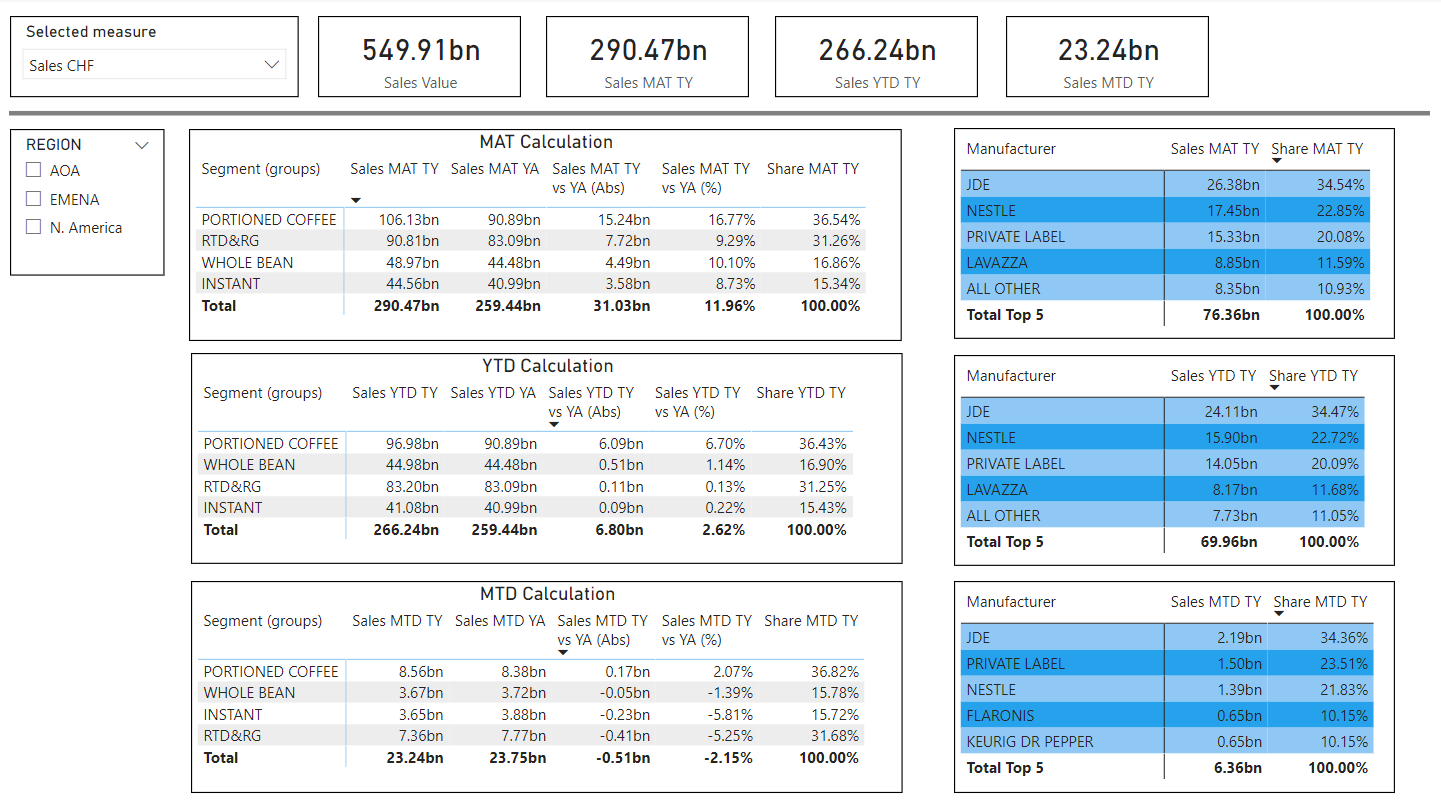 Selected measure
Sales CHF
549.91bn
Sales Value
290.47bn
Sales MAT TY
266.24bn
Sales YTD TY
23.24bn
Sales MTD TY
REGION
AOA
EMENA
N. America
MAT Calculation
Segment (groups) Sales MAT TY Sales MAT YA Sales MAT TY vs YA (Abs) Sales MAT TY vs YA (%) Share MAT TY
PORTIONED COFFEE 106.13bn 90.89bn 15.24bn 16.77% 36.54%
RTD&RG 90.81bn 83.09bn 7.72bn 9.29% 31.26%
WHOLE BEAN 48.97bn 44.48bn 4.49bn 10.10% 16.86%
INSTANT 44.56bn 40.99bn 3.58bn 8.73% 15.34%
Total 290.47bn 259.44bn 31.03bn 11.96% 100.00%
Manufacturer Sales MAT TY Share MAT TY
JDE 26.38bn 34.54%
NESTLE 17.45bn 22.85%
PRIVATE LABEL 15.33bn 20.08%
LAVAZZA 8.85bn 11.59%
ALL OTHER 8.35bn 10.93%
Total Top 5 76.36bn 100.00%
YTD Calculation
Segment (groups) Sales YTD TY Sales YTD YA Sales YTD TY vs YA (Abs) Sales YTD TY vs YA (%) Share YTD TY
PORTIONED COFFEE 96.98bn 90.89bn 6.09bn 6.70% 36.43%
WHOLE BEAN 44.98bn 44.48bn 0.51bn 1.14% 16.90%
RTD&RG 83.20bn 83.09bn 0.11bn 0.13% 31.25%
INSTANT 41.08bn 40.99bn 0.09bn 0.22% 15.43%
Total 266.24bn 259.44bn 6.80bn 2.62% 100.00%
Manufacturer Sales YTD TY Share YTD TY
JDE 24.11bn 34.47%
NESTLE 15.90bn 22.72%
PRIVATE LABEL 14.05bn 20.09%
LAVAZZA 8.17bn 11.68%
ALL OTHER 7.73bn 11.05%
Total Top 5 69.96bn 100.00%
MTD Calculation
Segment (groups) Sales MTD TY Sales MTD YA Sales MTD TY vs YA (Abs) Sales MTD TY vs YA (%) Share MTD TY
PORTIONED COFFEE 8.56bn 8.38bn 0.17bn 2.07% 36.82%
WHOLE BEAN 3.67bn 3.72bn -0.05bn -1.39% 15.78%
INSTANT 3.65bn 3.88bn -0.23bn -5.81% 15.72%
RTD&RG 7.36bn 7.77bn -0.41bn -5.25% 31.68%
Total 23.24bn 23.75bn -0.51bn -2.15% 100.00%
Manufacturer Sales MTD TY Share MTD TY
JDE 2.19bn 34.36%
PRIVATE LABEL 1.50bn 23.51%
NESTLE 1.39bn 21.83%
FLARONIS 0.65bn 10.15%
KEURIG DR PEPPER 0.65bn 10.15%
Total Top 5 6.36bn 100.00%